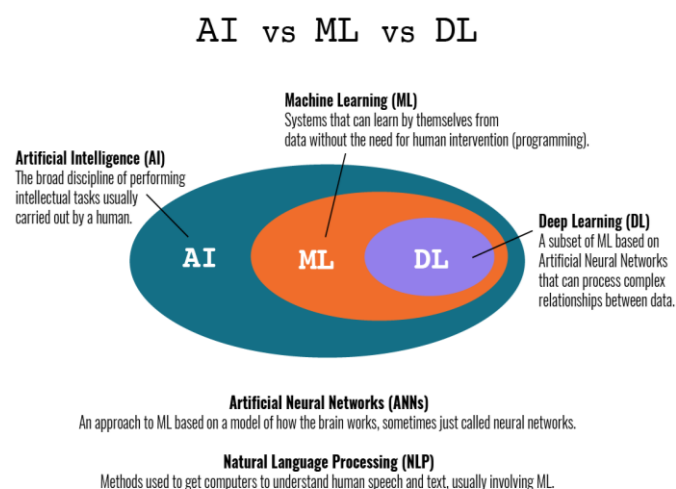 AI vs ML vs DL
Machine Learning (ML)
Systems that can learn by themselves from
data without the need for human intervention (programming).
Artificial Intelligence (AI)
The broad discipline of performing
intellectual tasks usually
carried out by a human.
Deep Learning (DL)
A subset of ML based on
Artificial Neural Networks
that can process complex
relationships between data.
AI
ML
DL
Artificial Neural Networks (ANNs)
An approach to ML based on a model of how the brain works, sometimes just called neural networks.
Natural Language Processing (NLP)
Methods used to get computers to understand human speech and text, usually involving ML.